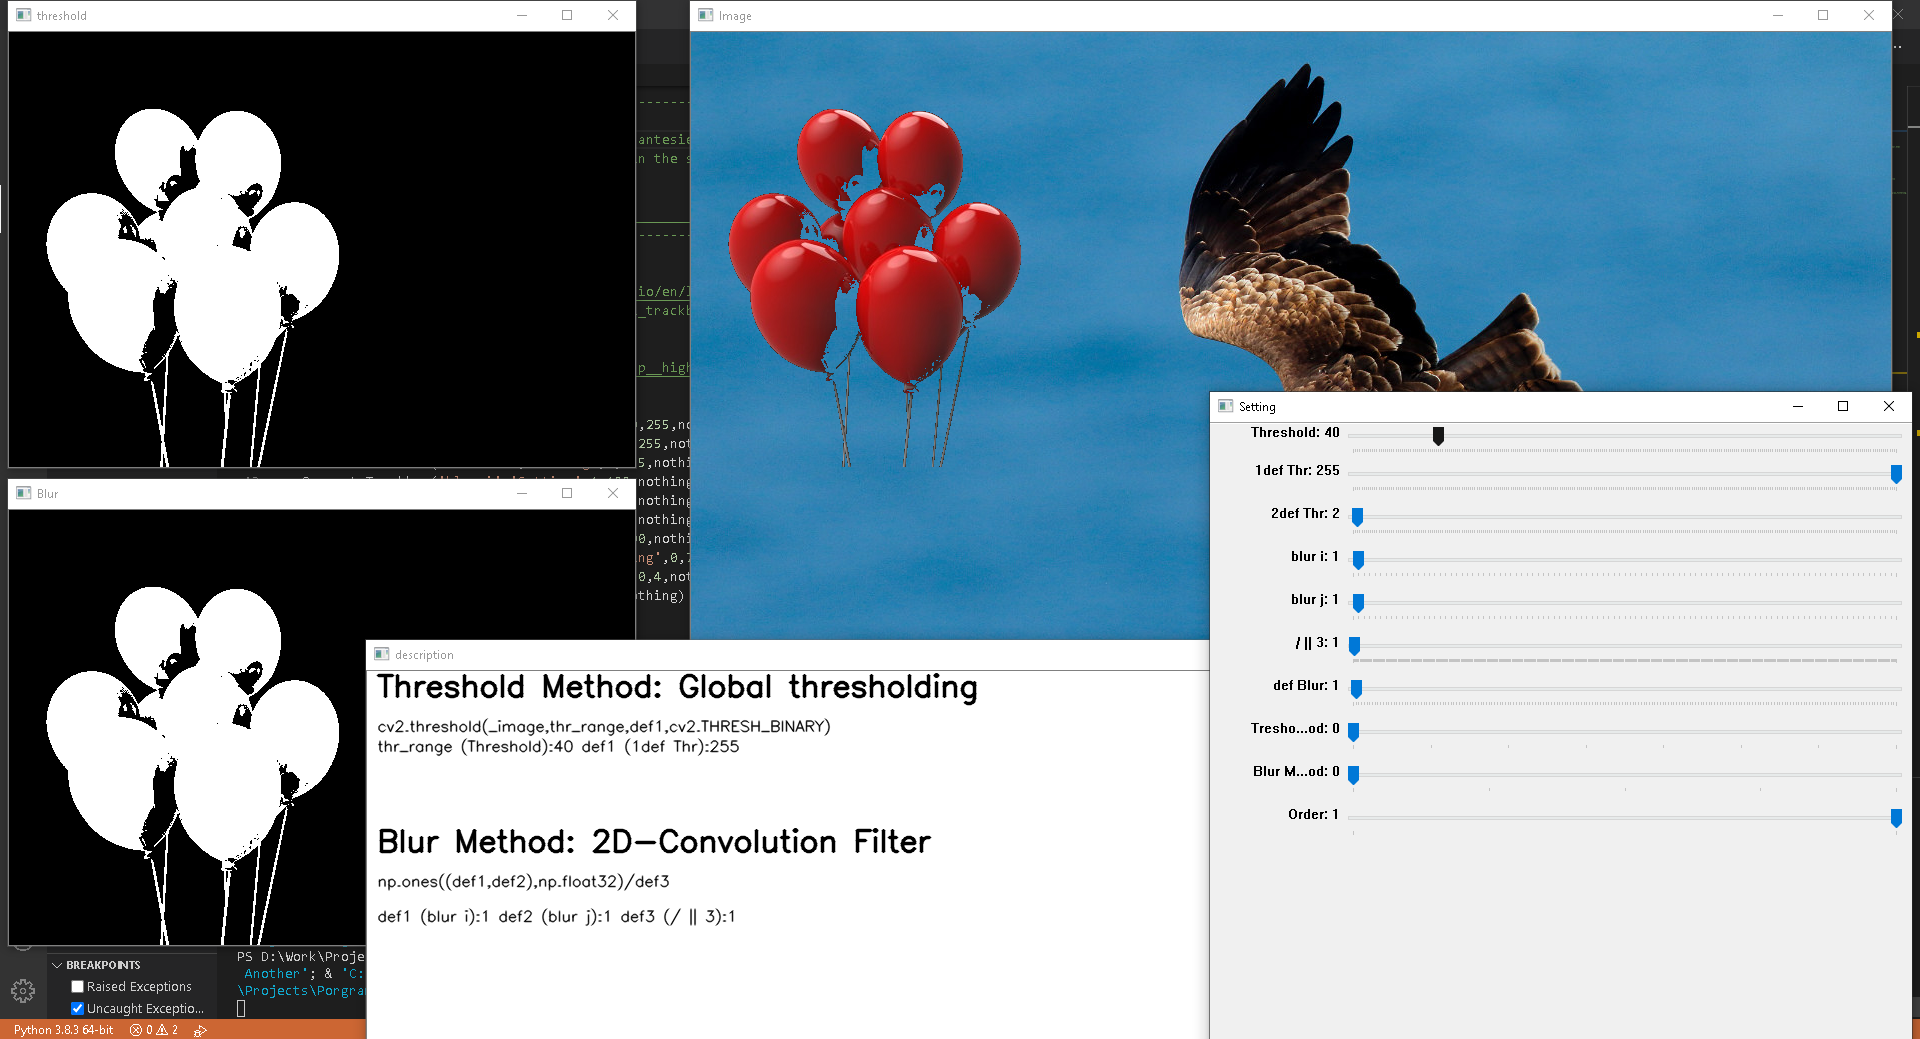 threshold
Image
antesie
n the s
io/en/l
_trackb
p__high
,255,no
255,not
5,nothi
nothing
nothing
nothing
00,nothi
ng',0,
0,4,not
thing)
Blur
description
Threshold Method: Global thresholding
cv2.threshold(_image,thr_range,def1,cv2.THRESH_BINARY)
thr_range (Threshold):40 def1 (1def Thr):255
Blur Method: 2D-Convolution Filter
np.ones((def1,def2),np.float32)/def3
def1 (blur i):1 def2 (blur j):1 def3 (/ || 3):1
Setting
Threshold: 40
1def Thr: 255
2def Thr: 2
blur i: 1
blur j: 1
/ || 3: 1
def Blur: 1
Tresho...od: 0
Blur M...od: 0
Order: 1
BREAKPOINTS
Raised Exceptions
Uncaught Exceptio...
PS D:\Work\Proje
Another'; & 'C:
\Projects\Porgra
Python 3.8.3 64-bit
0
2